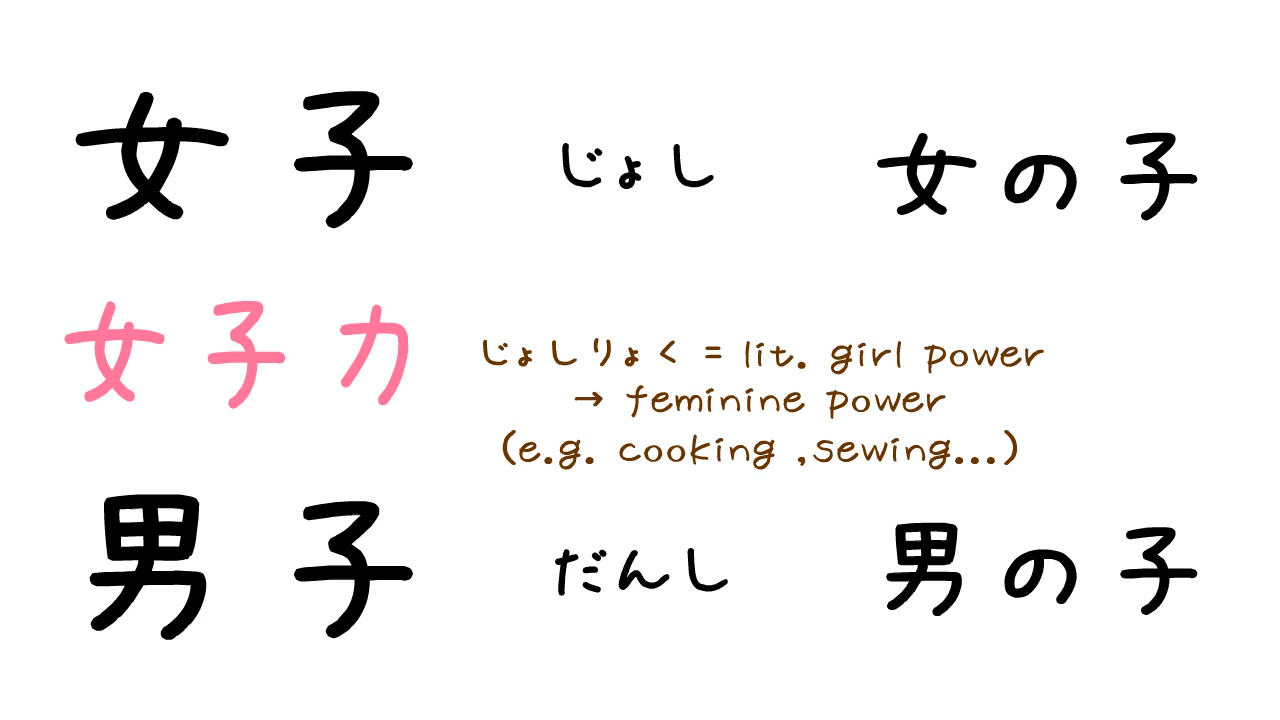 女子 じょし 女の子
女子力 じょしりょく = lit. girl power
→ feminine power
(e.g. cooking ,sewing...)
男子 だんし 男の子